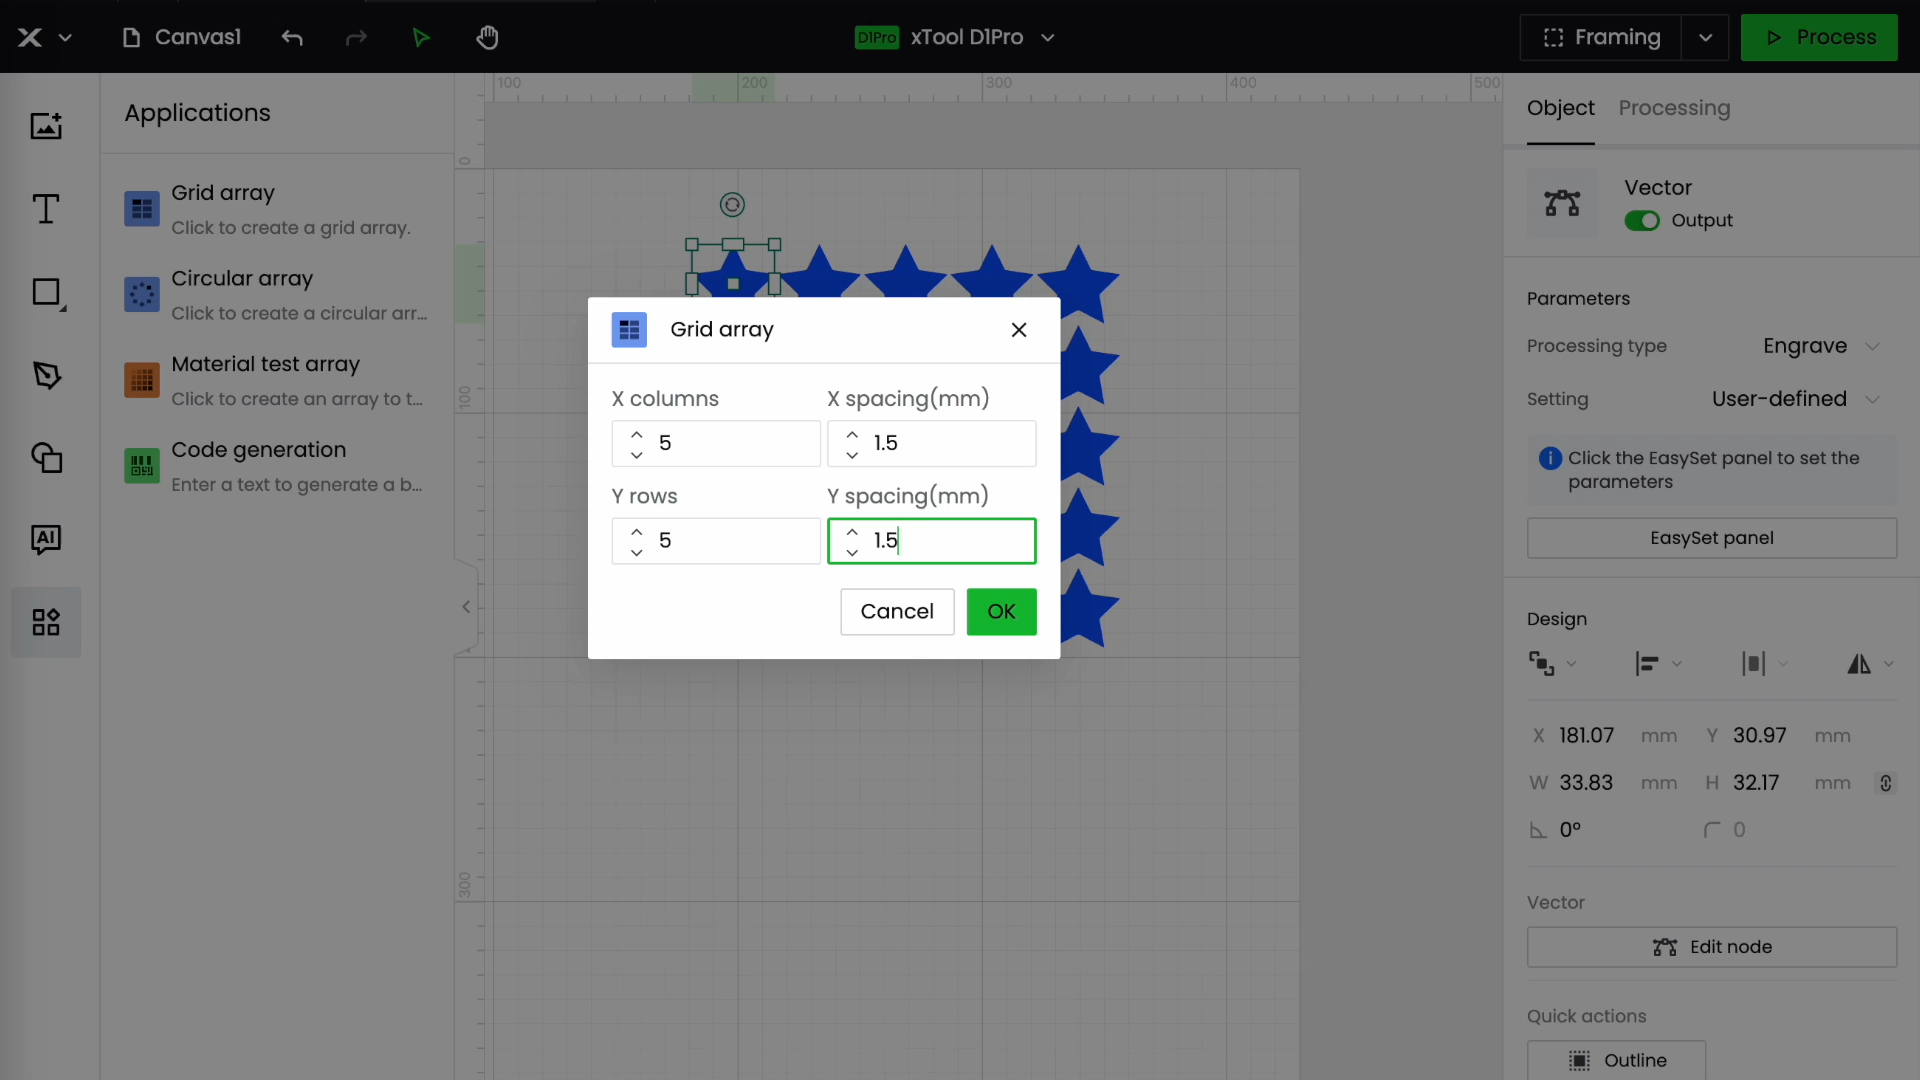 Canvas1
D1Pro xTool D1Pro
Framing
Process
Applications
Grid array
Click to create a grid array.
Circular array
Click to create a circular arr...
Material test array
Click to create an array to t...
Code generation
Enter a text to generate a b...
AI
100 200 300 400 500
0
100
300
Grid array
X columns X spacing(mm)
5 1.5
Y rows Y spacing(mm)
5 1.5
Cancel OK
Object Processing
Vector
Output
Parameters
Processing type Engrave
Setting User-defined
Click the EasySet panel to set the
parameters
EasySet panel
Design
X 181.07 mm Y 30.97 mm
W 33.83 mm H 32.17 mm
0° 0
Vector
Edit node
Quick actions
Outline